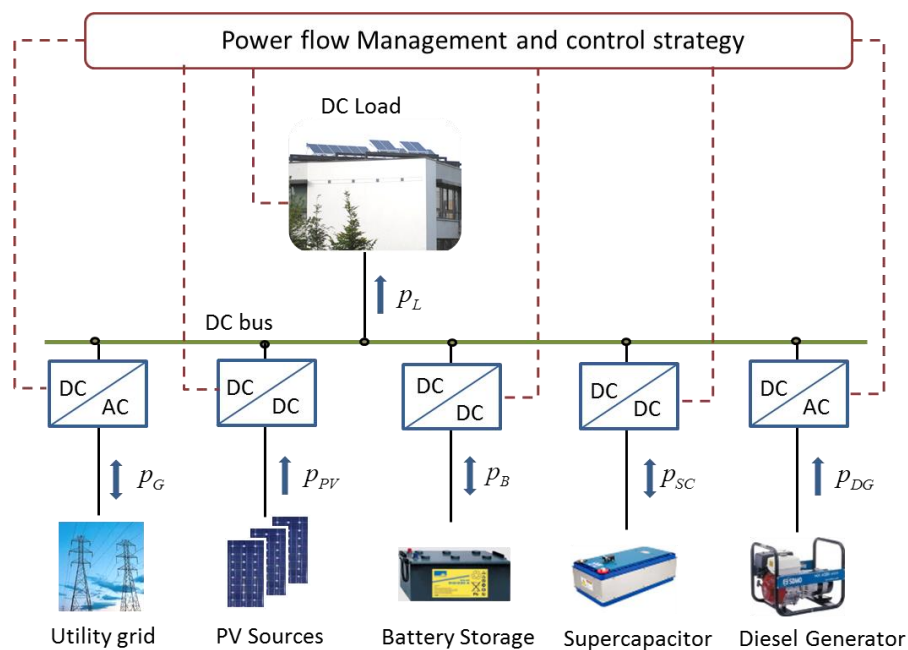 Power flow Management and control strategy
DC Load
p_L
DC bus
DC
AC
DC
DC
DC
DC
DC
DC
DC
AC
p_G
p_PV
p_B
p_SC
p_DG
SDMO
Utility grid
PV Sources
Battery Storage
Supercapacitor
Diesel Generator